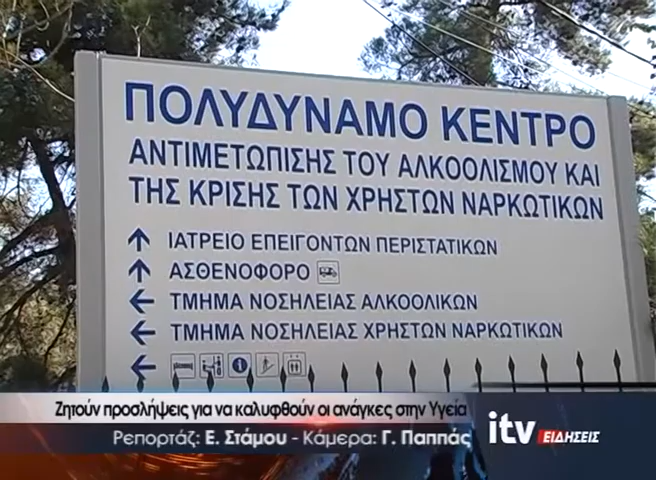 ΠΟΛΥΔΥΝΑΜΟ ΚΕΝΤΡΟ
ΑΝΤΙΜΕΤΩΠΙΣΗΣ ΤΟΥ ΑΛΚΟΟΛΙΣΜΟΥ ΚΑΙ
ΤΗΣ ΚΡΙΣΗΣ ΤΩΝ ΧΡΗΣΤΩΝ ΝΑΡΚΩΤΙΚΩΝ
ΙΑΤΡΕΙΟ ΕΠΕΙΓΟΝΤΩΝ ΠΕΡΙΣΤΑΤΙΚΩΝ
ΑΣΘΕΝΟΦΟΡΟ
ΤΜΗΜΑ ΝΟΣΗΛΕΙΑΣ ΑΛΚΟΟΛΙΚΩΝ
ΤΜΗΜΑ ΝΟΣΗΛΕΙΑΣ ΧΡΗΣΤΩΝ ΝΑΡΚΩΤΙΚΩΝ
Ζητούν προσλήψεις για να καλυφθούν οι ανάγκες στην Υγεία
Ρεπορτάζ: Ε. Στάμου - Κάμερα: Γ. Παππάς
itv ΕΙΔΗΣΕΙΣ